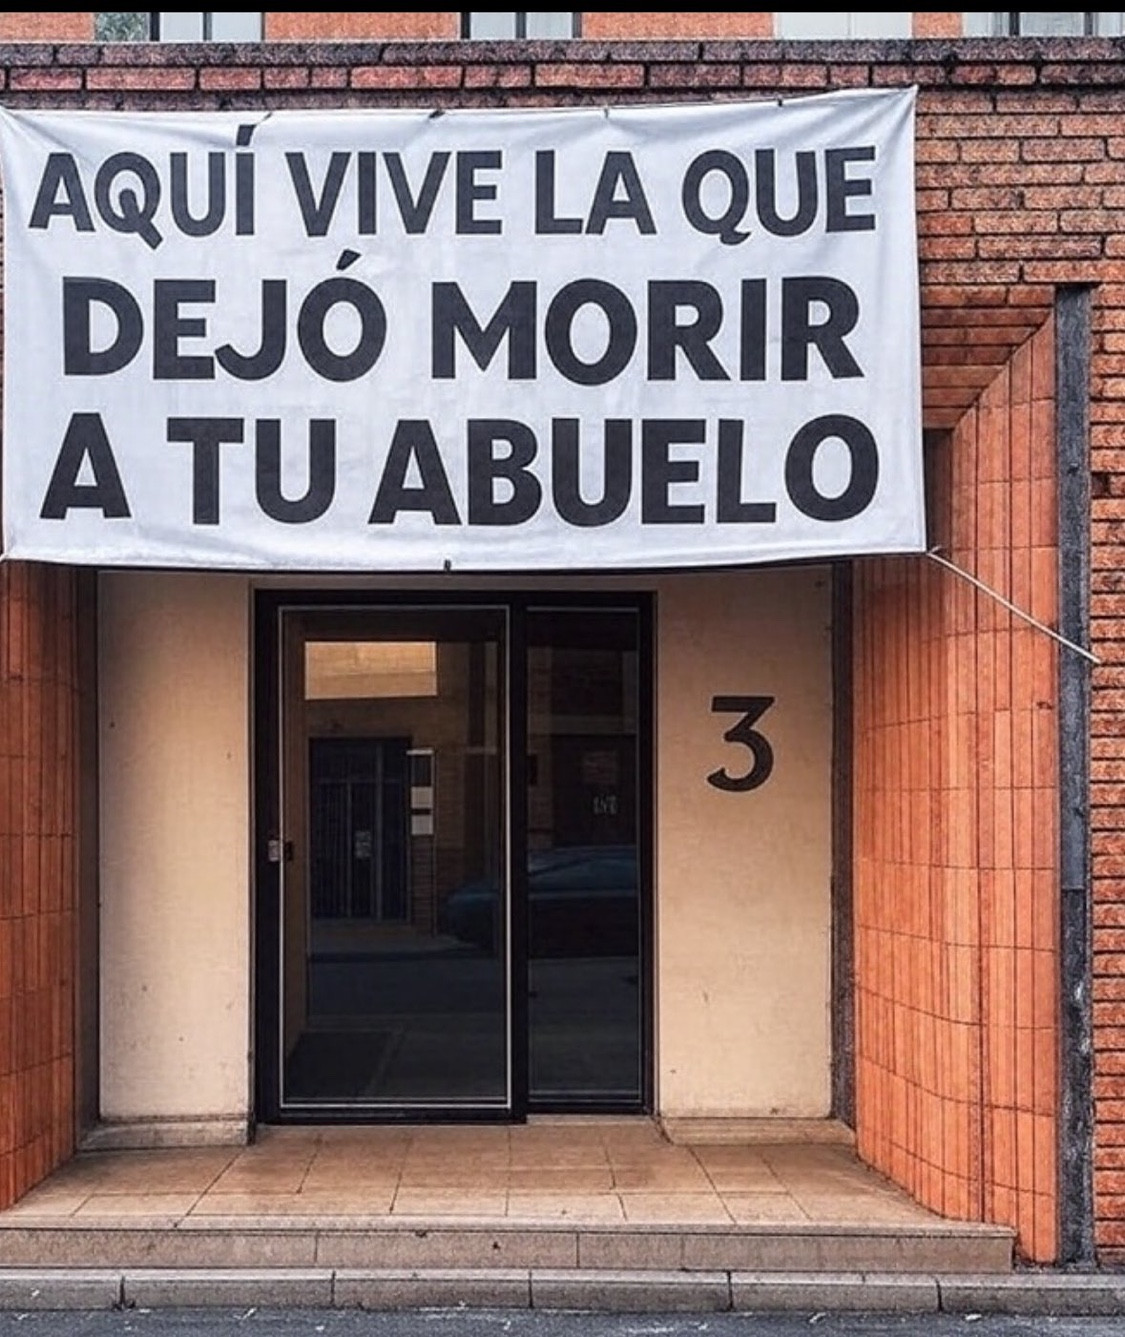 AQUÍ VIVE LA QUE
DEJÓ MORIR
A TU ABUELO
3